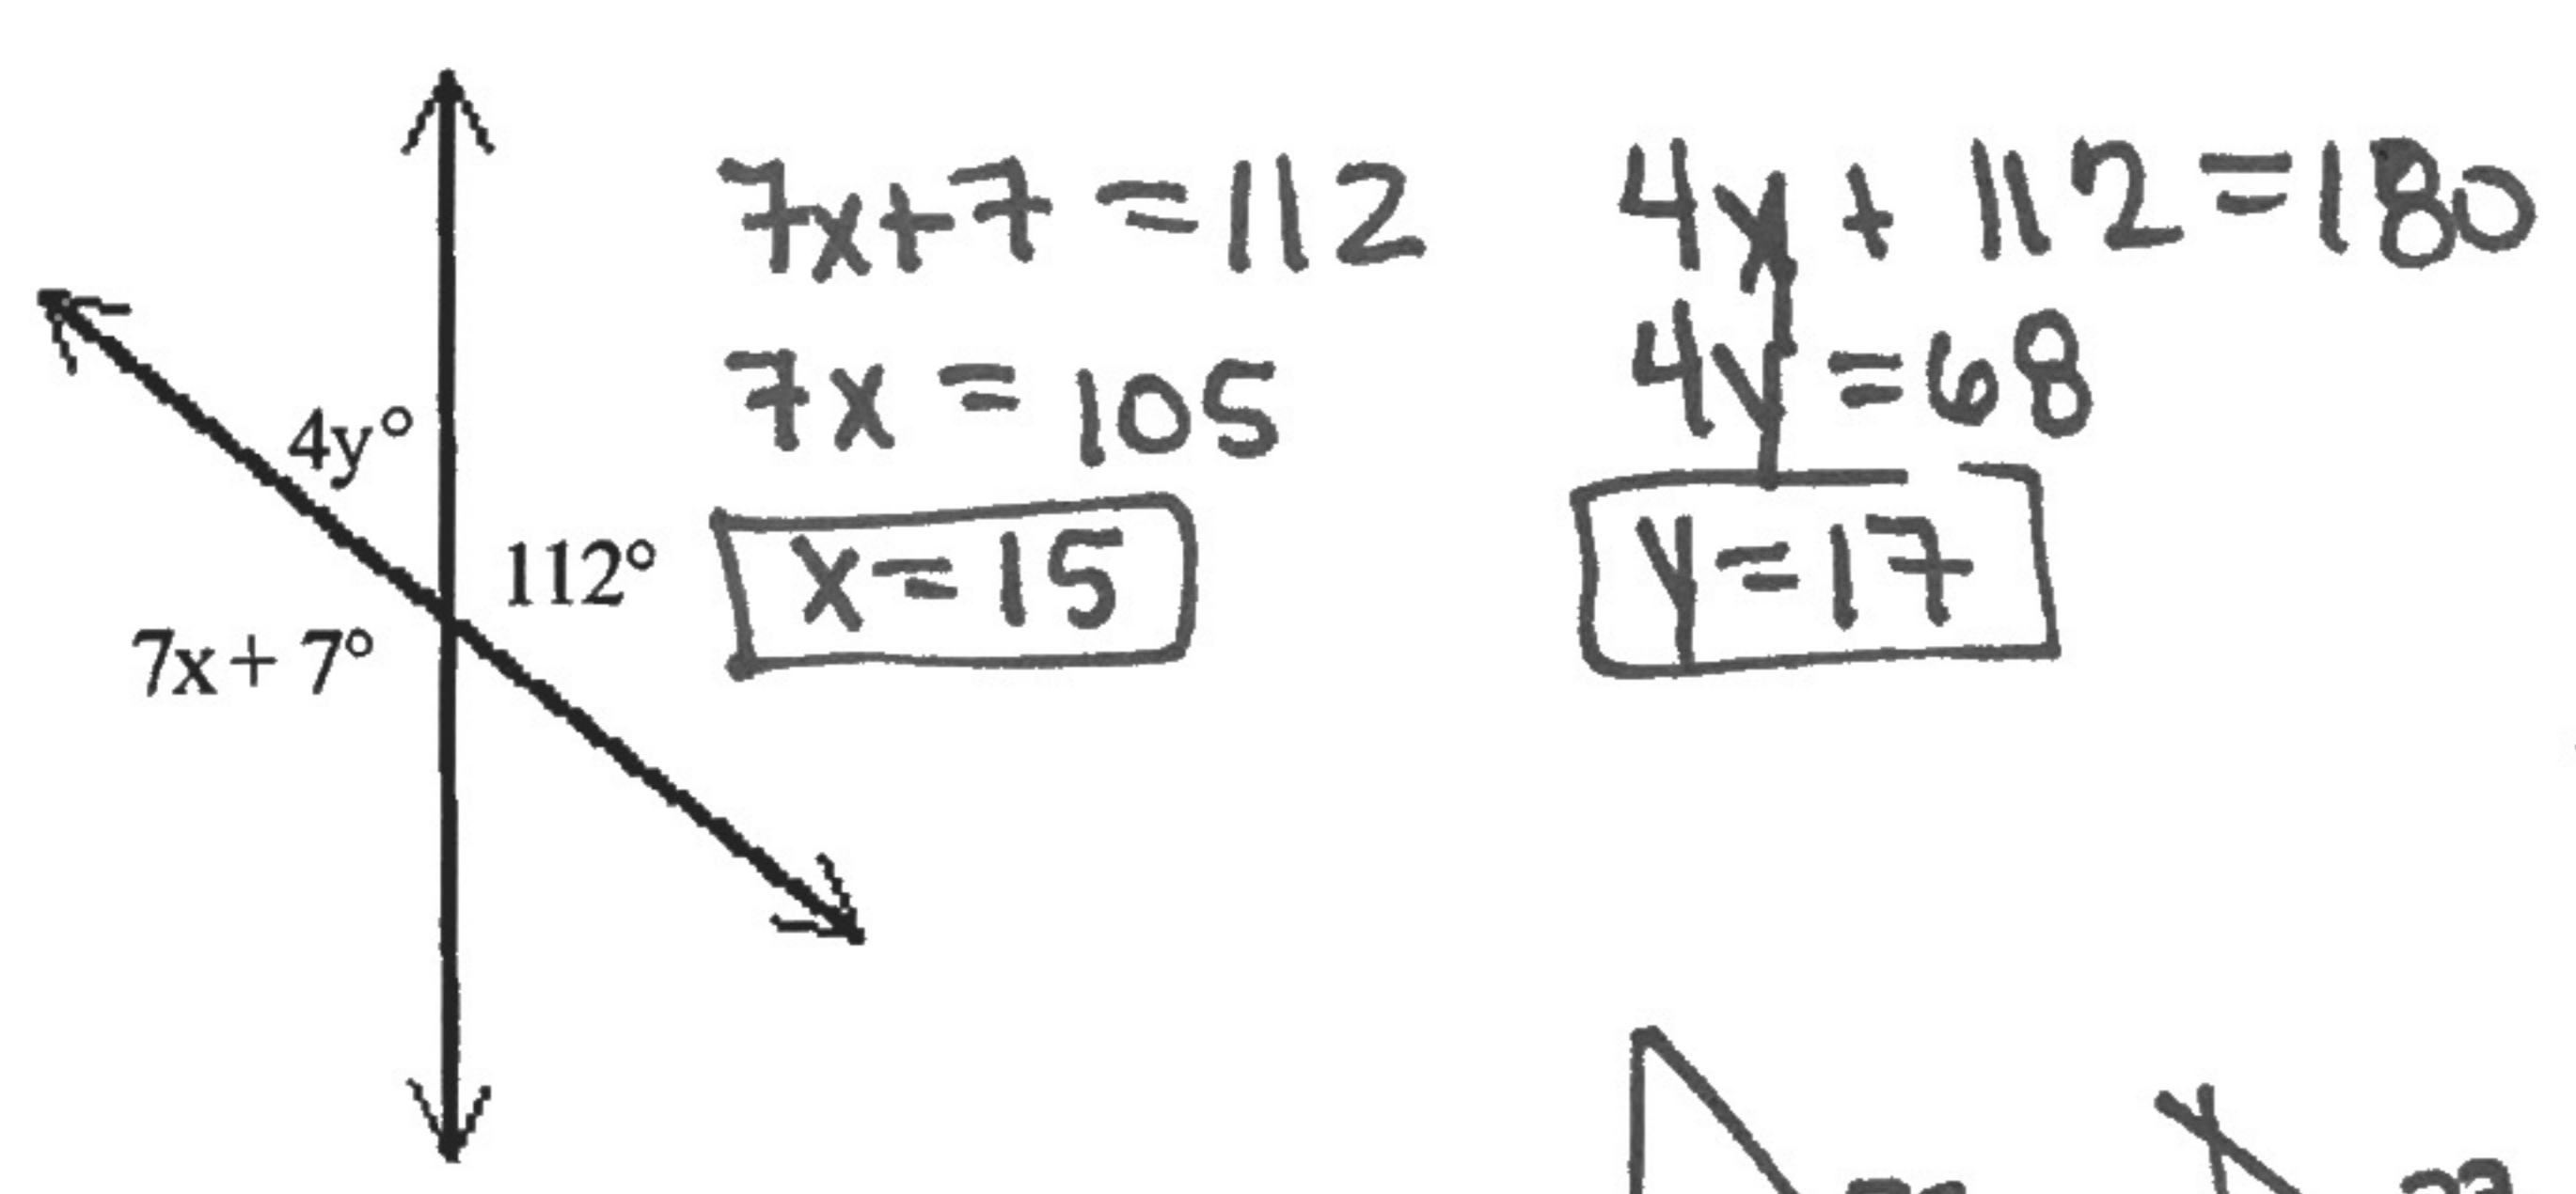 4y°
112°
7x + 7°
7x+7=112
7x = 105
x=15
4y + 112=180
4y=68
y=17